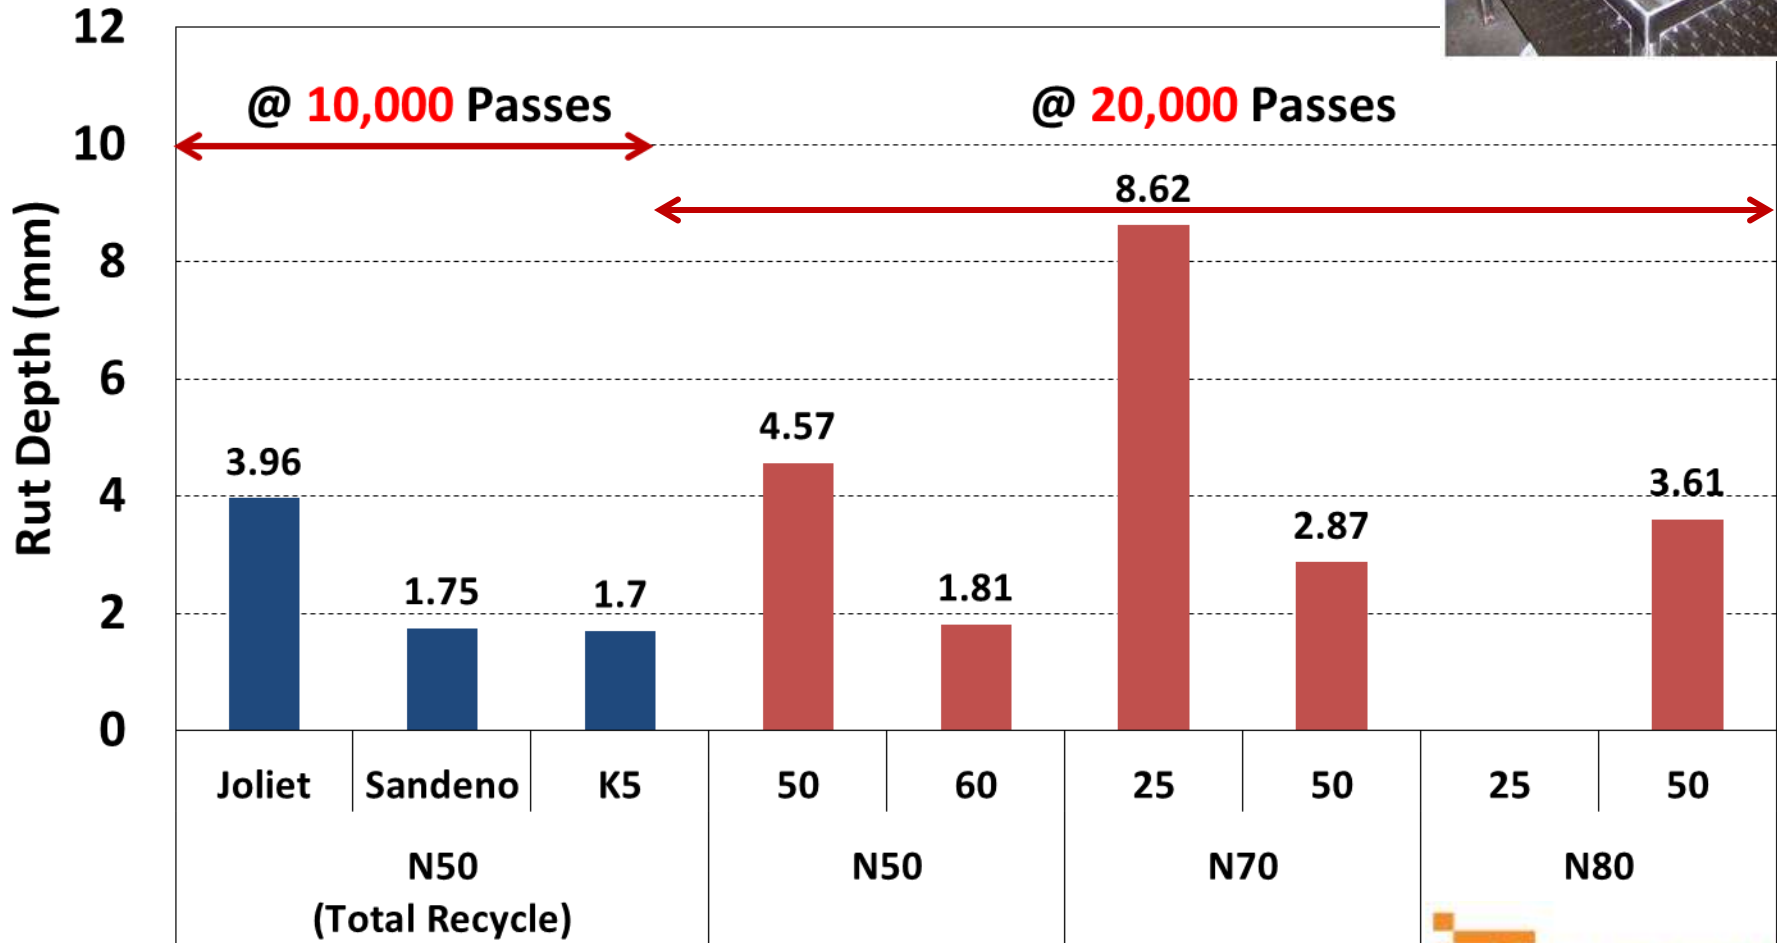 @ 10,000 Passes
@ 20,000 Passes
Rut Depth (mm)
12
10
8
6
4
2
0
3.96
1.75
1.7
4.57
1.81
8.62
2.87
3.61
Joliet Sandeno K5 50 60 25 50 25 50
N50 N50 N70 N80
(Total Recycle)